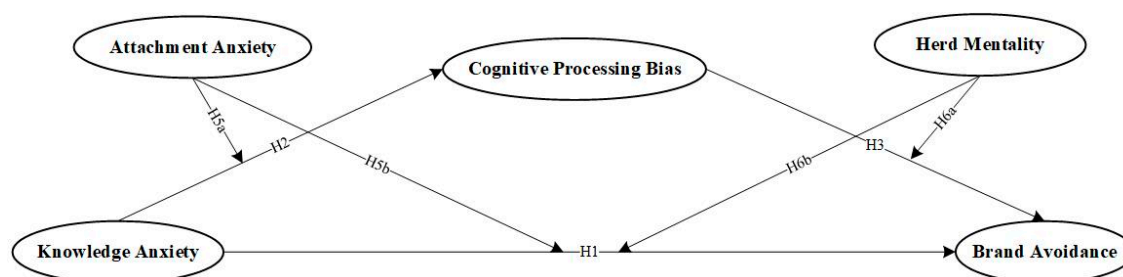 Attachment Anxiety
Herd Mentality
Cognitive Processing Bias
H5a
H6a
H2
H3
H5b
H6b
Knowledge Anxiety
H1
Brand Avoidance